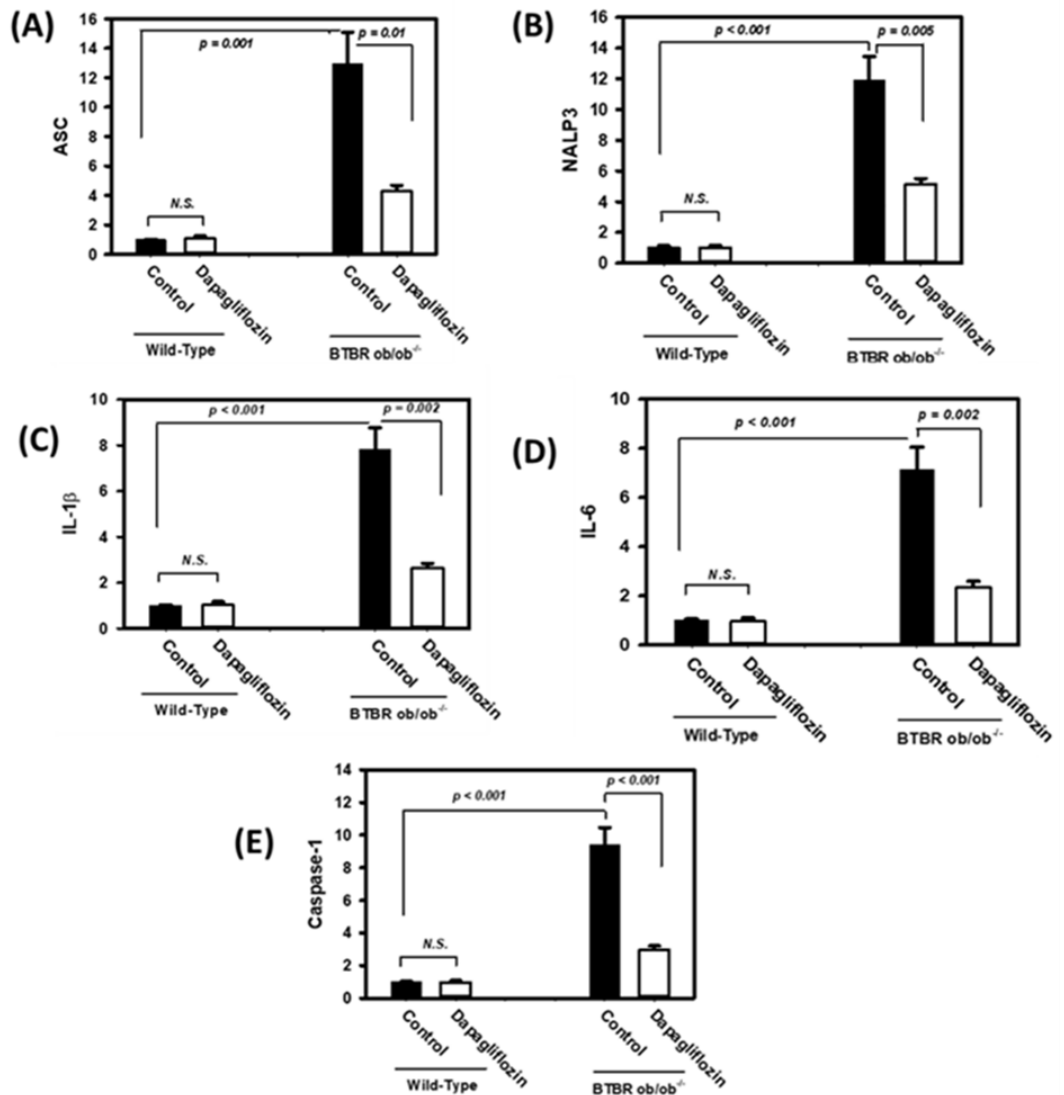 (A)
ASC
16
14
12
10
8
6
4
2
0
p = 0.001
p = 0.01
N.S.
Control
Dapagliflozin
Control
Dapagliflozin
Wild-Type
BTBR ob/ob-/-
(B)
NALP3
16
14
12
10
8
6
4
2
0
p < 0.001
p = 0.005
N.S.
Control
Dapagliflozin
Control
Dapagliflozin
Wild-Type
BTBR ob/ob-/-
(C)
IL-1β
10
8
6
4
2
0
p < 0.001
p = 0.002
N.S.
Control
Dapagliflozin
Control
Dapagliflozin
Wild-Type
BTBR ob/ob-/-
(D)
IL-6
10
8
6
4
2
0
p < 0.001
p = 0.002
N.S.
Control
Dapagliflozin
Control
Dapagliflozin
Wild-Type
BTBR ob/ob-/-
(E)
Caspase-1
14
12
10
8
6
4
2
0
p < 0.001
p < 0.001
N.S.
Control
Dapagliflozin
Control
Dapagliflozin
Wild-Type
BTBR ob/ob-/-